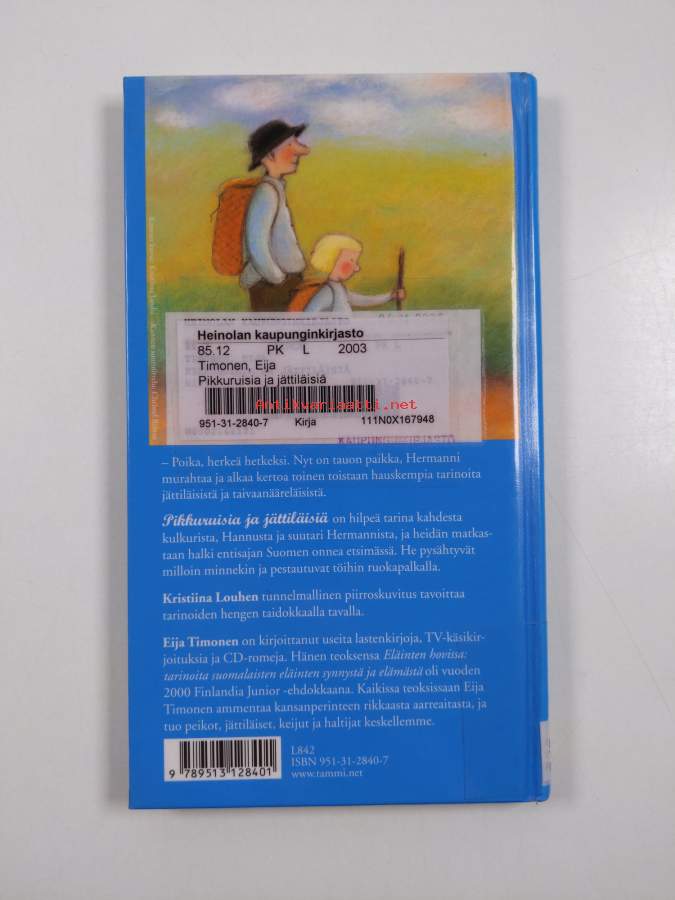 Heinolan kaupunginkirjasto
85.12 PK L 2003
Timonen, Eija
Pikkuruisia ja jättiläisiä
Antikvariaatti.net
951-31-2840-7 Kirja 111N0X167948
– Poika, herkeä hetkeksi. Nyt on tauon paikka, Hermanni
murahtaa ja alkaa kertoa toinen toistaan hauskempia tarinoita
jättiläisistä ja taivaanääreläisistä.
Pikkuruisia ja jättiläisiä on hilpeä tarina kahdesta
kulkurista, Hannusta ja suutari Hermannista, ja heidän matkas-
taan halki entisajan Suomen onnea etsimässä. He pysähtyvät
milloin minnekin ja pestautuvat töihin ruokapalkalla.
Kristiina Louhen tunnelmallinen piirroskuvitus tavoittaa
tarinoiden hengen taidokkaalla tavalla.
Eija Timonen on kirjoittanut useita lastenkirjoja, TV-käsikir-
joituksia ja CD-romeja. Hänen teoksensa Eläinten hovissa:
tarinoita suomalaisten eläinten synnystä ja elämästä oli vuoden
2000 Finlandia Junior -ehdokkaana. Kaikissa teoksissaan Eija
Timonen ammentaa kansanperinteen rikkaasta aarreaitasta, ja
tuo peikot, jättiläiset, keijut ja haltijat keskellemme.
L842
ISBN 951-31-2840-7
www.tammi.net
9 789513 128401